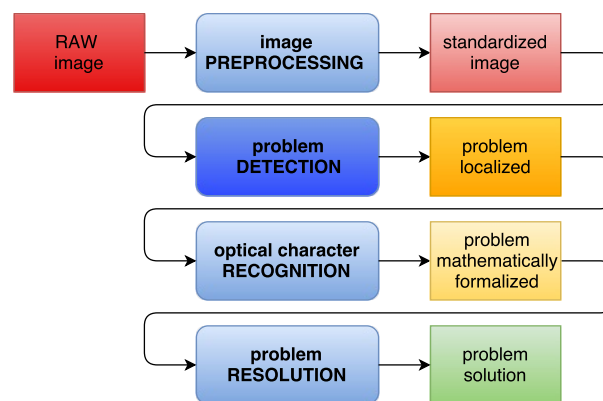 RAW
image
image
PREPROCESSING
standardized
image
problem
DETECTION
problem
localized
optical character
RECOGNITION
problem
mathematically
formalized
problem
RESOLUTION
problem
solution